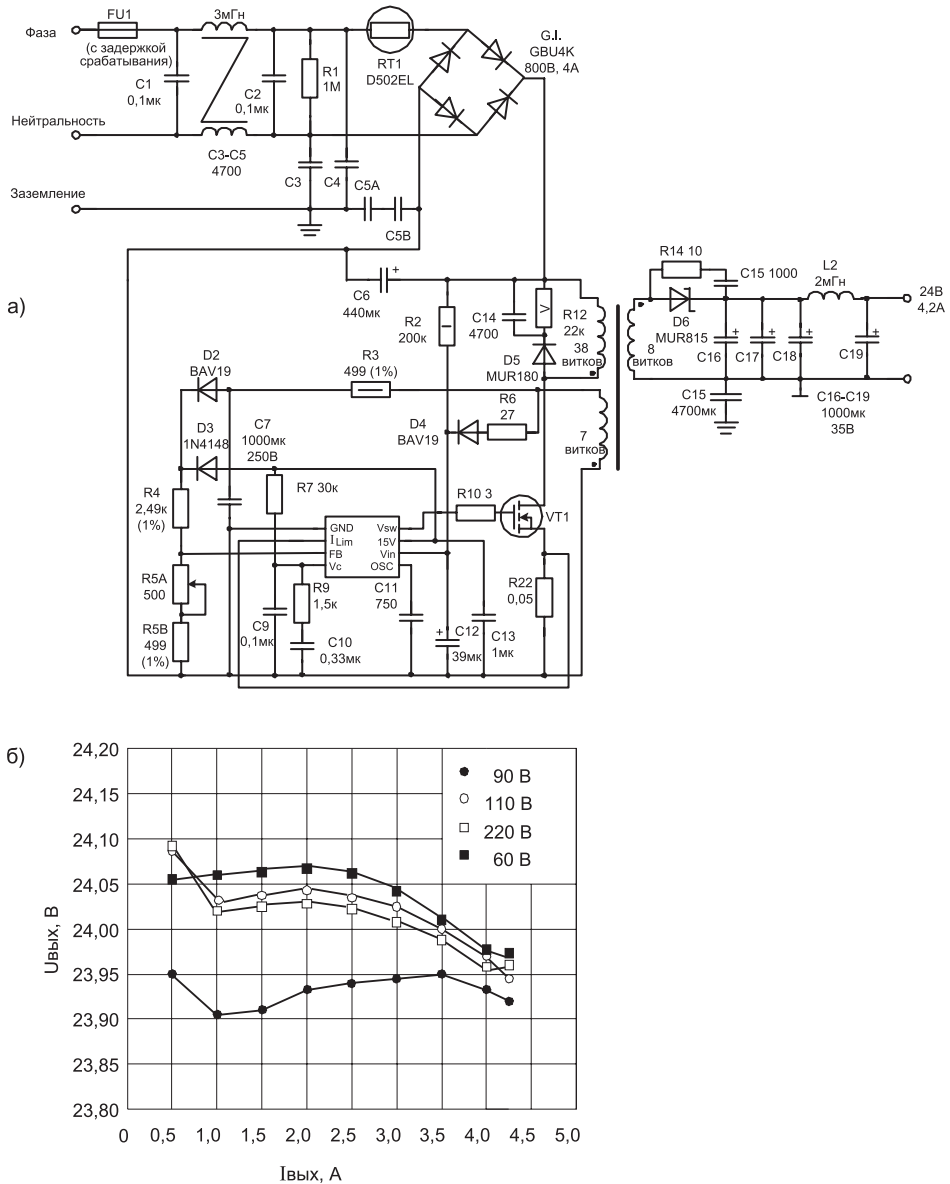 FU1
3мГн
Фаза
(с задержкой
срабатывания)
C1
0,1мк
C2
0,1мк
R1
1М
RT1
D502EL
G.I.
GBU4K
800В, 4А
Нейтральность
C3-C5
4700
C3
C4
C5A
C5B
Заземление
а)
C6
440мк
+
R2
200к
C14
4700
V
R12
22к
38
витков
D5
MUR180
R14 10
C15 1000
L2
2мГн
24В
4,2А
D6
MUR815
8
витков
C16
+
C17
+
C18
+
C19
+
C15
4700мк
C16-C19
1000мк
35В
D2
BAV19
R3
499 (1%)
R6
27
D4
BAV19
7
витков
D3
1N4148
C7
1000мк
250В
R7 30к
R4
2,49к
(1%)
R10 3
VT1
GND
I Lim
FB
Vc
Vsw
15V
Vin
OSC
R5A
500
R9
1,5к
C11
750
R22
0,05
R5B
499
(1%)
C9
0,1мк
C10
0,33мк
+
C12
39мк
C13
1мк
б)
24,20
24,15
24,10
24,05
24,00
23,95
23,90
23,85
23,80
Uвых, В
90 В
110 В
220 В
60 В
0 0,5 1,0 1,5 2,0 2,5 3,0 3,5 4,0 4,5 5,0
Iвых, А